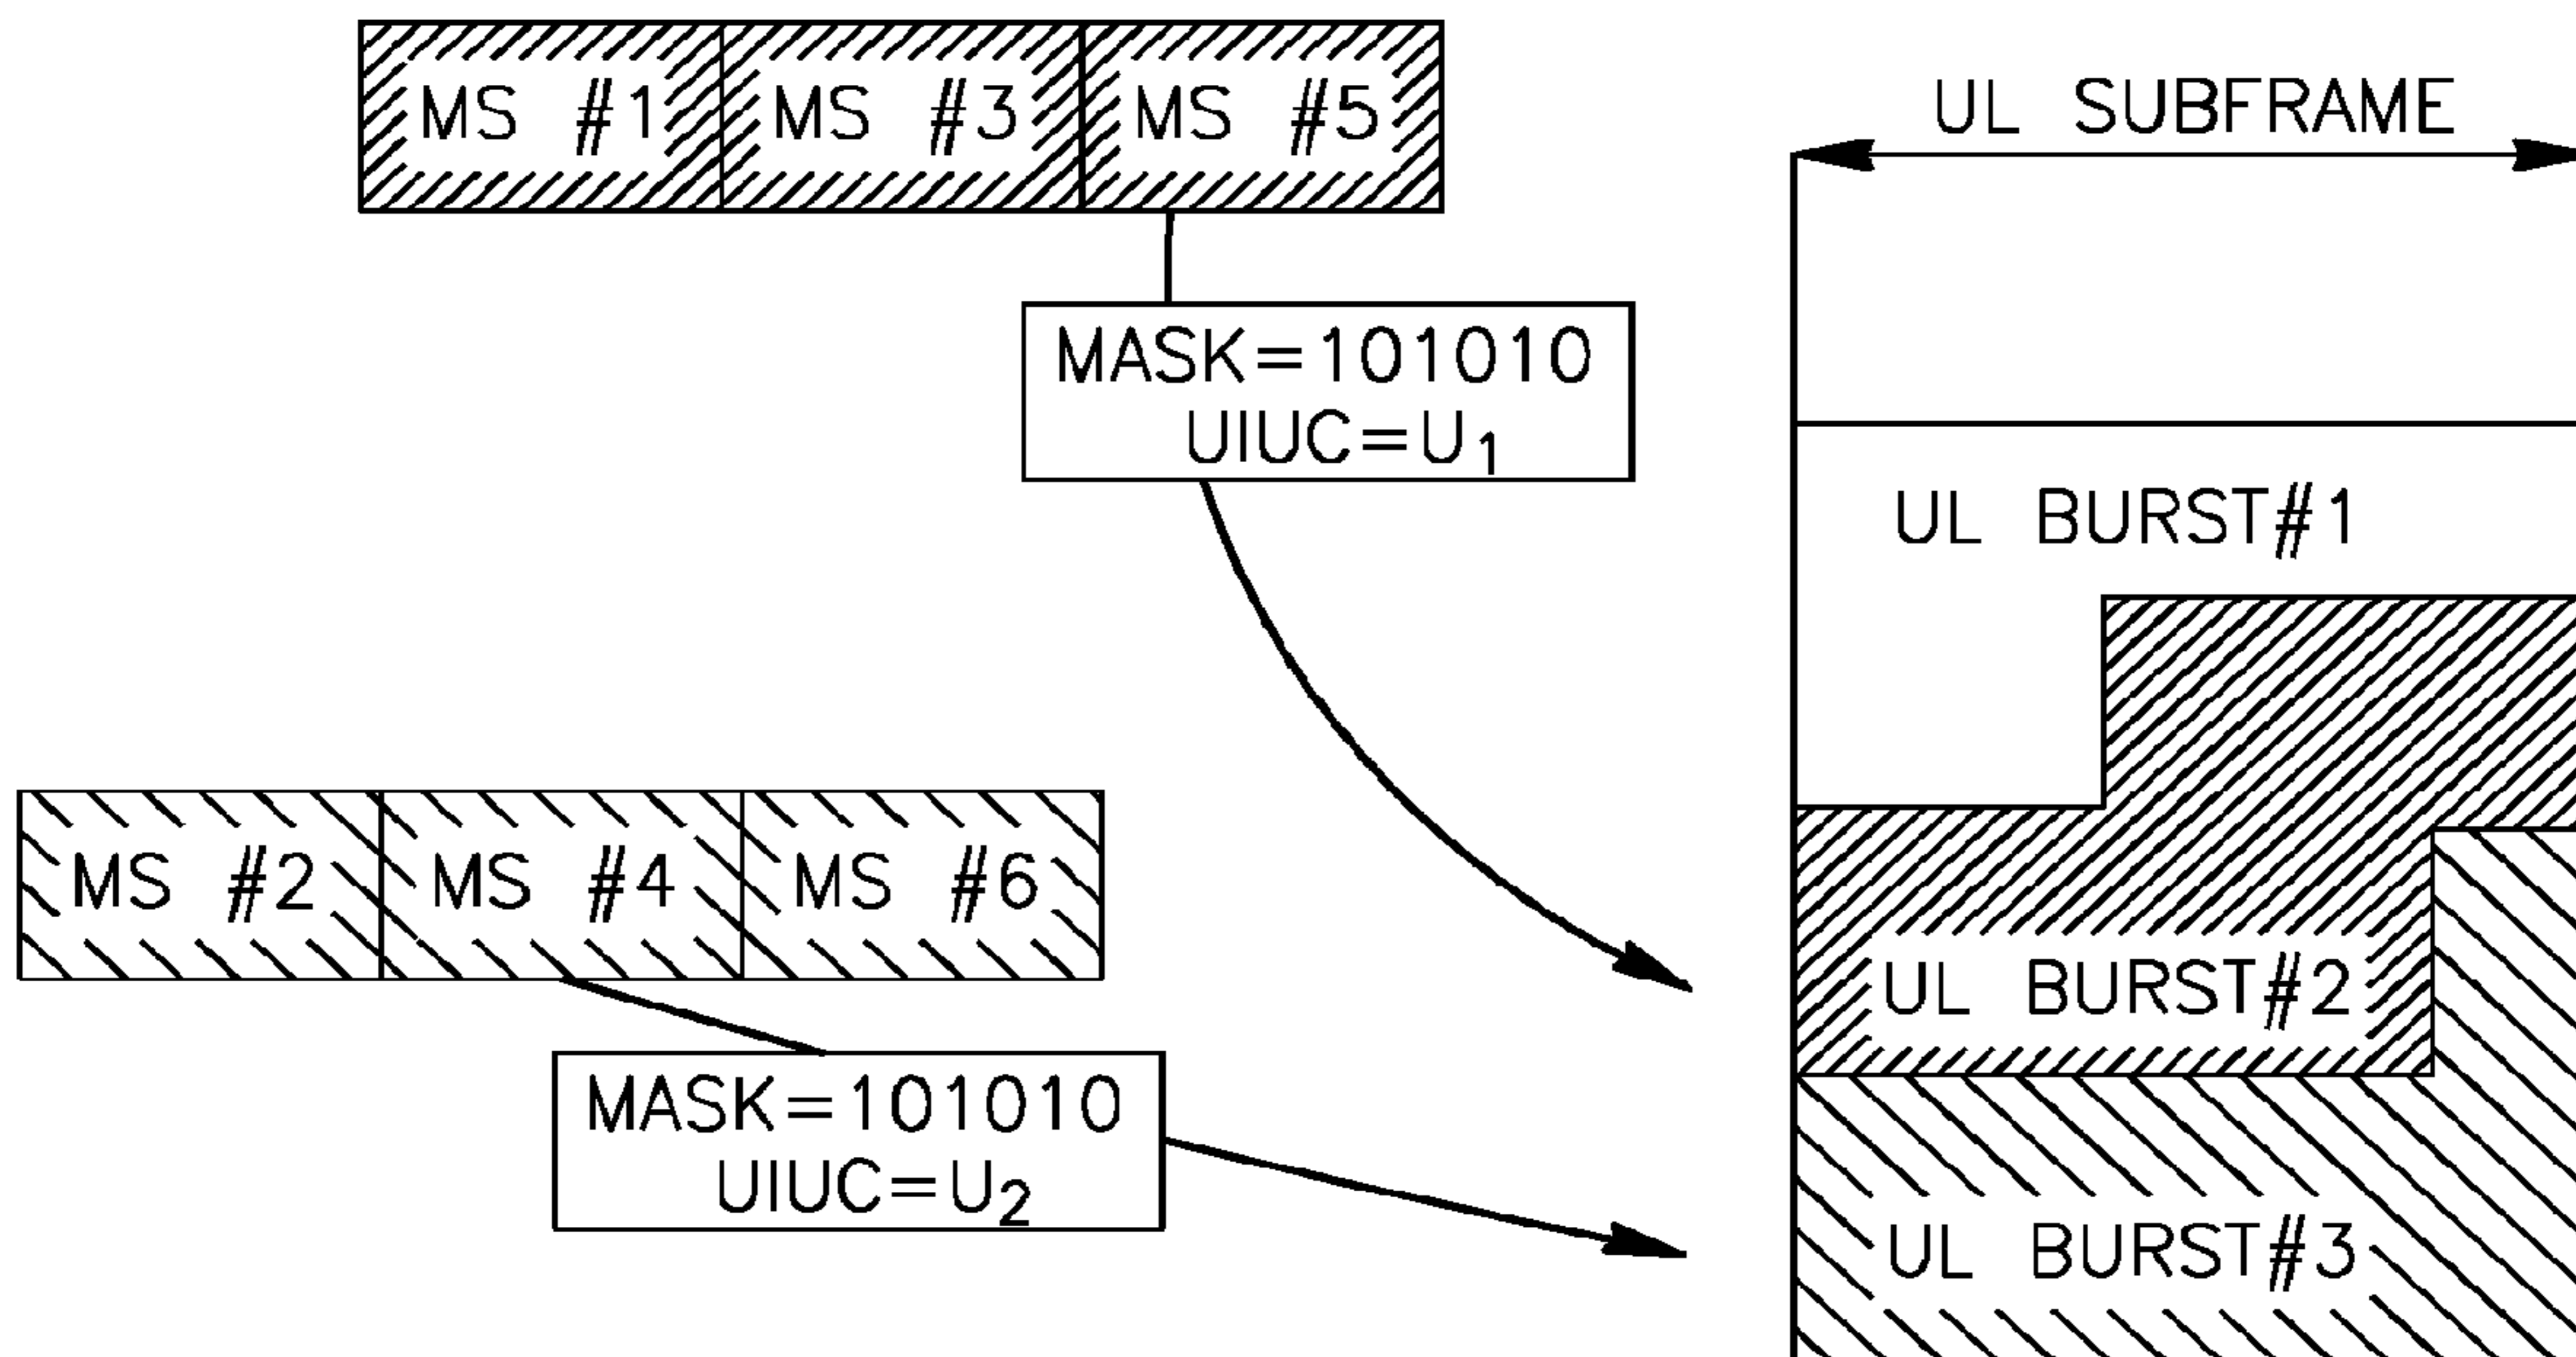 MS #1 MS #3 MS #5
UL SUBFRAME
MASK=101010
UIUC=U₁
UL BURST#1
MS #2 MS #4 MS #6
UL BURST#2
MASK=101010
UIUC=U₂
UL BURST#3